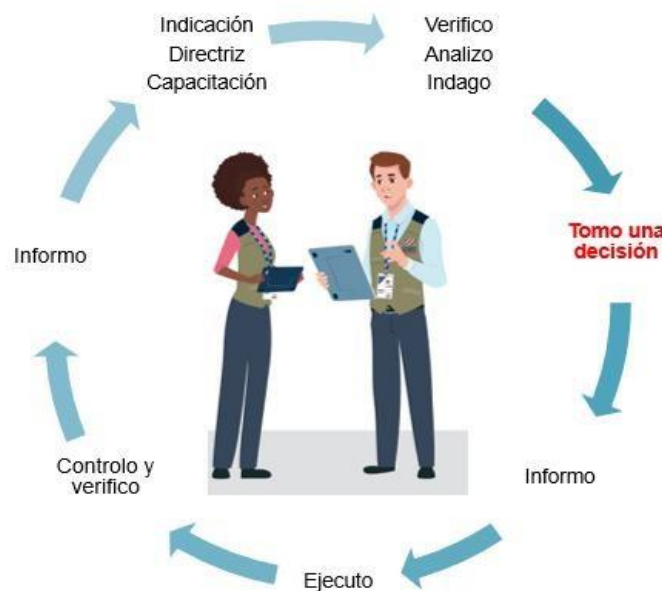 Indicación
Directriz
Capacitación
Verifico
Analizo
Indago
Tomo una
decisión
Informo
Ejecuto
Controlo y
verifico
Informo